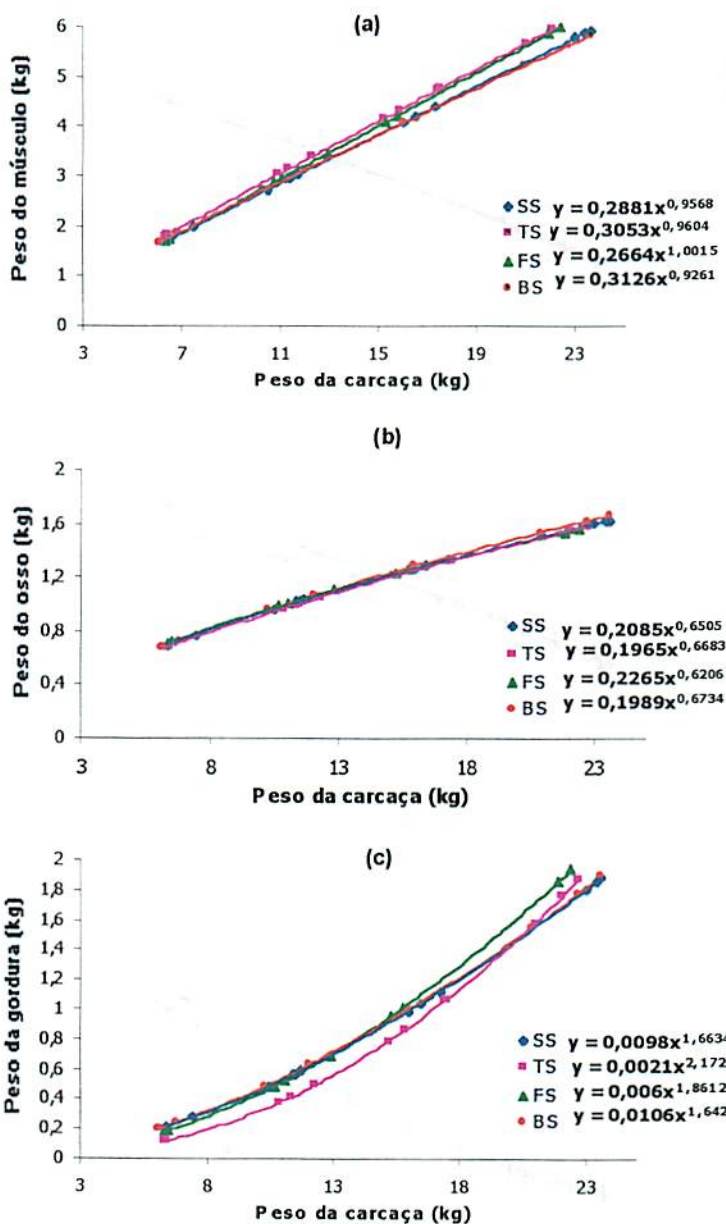 (a)
Peso do músculo (kg)
6
5
4
3
2
1
0
SS y = 0,2881x^0,9568
TS y = 0,3053x^0,9604
FS y = 0,2664x^1,0015
BS y = 0,3126x^0,9261
3 7 11 15 19 23
Peso da carcaça (kg)
(b)
Peso do osso (kg)
2
1,6
1,2
0,8
0,4
0
SS y = 0,2085x^0,6505
TS y = 0,1965x^0,6683
FS y = 0,2265x^0,6206
BS y = 0,1989x^0,6734
3 8 13 18 23
Peso da carcaça (kg)
(c)
Peso da gordura (kg)
2
1,8
1,6
1,4
1,2
1
0,8
0,6
0,4
0,2
0
SS y = 0,0098x^1,6634
TS y = 0,0021x^2,172
FS y = 0,006x^1,8612
BS y = 0,0106x^1,642
3 8 13 18 23
Peso da carcaça (kg)